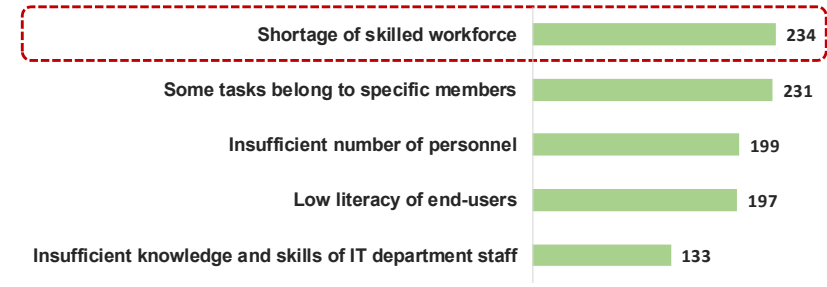 Shortage of skilled workforce 234
Some tasks belong to specific members 231
Insufficient number of personnel 199
Low literacy of end-users 197
Insufficient knowledge and skills of IT department staff 133